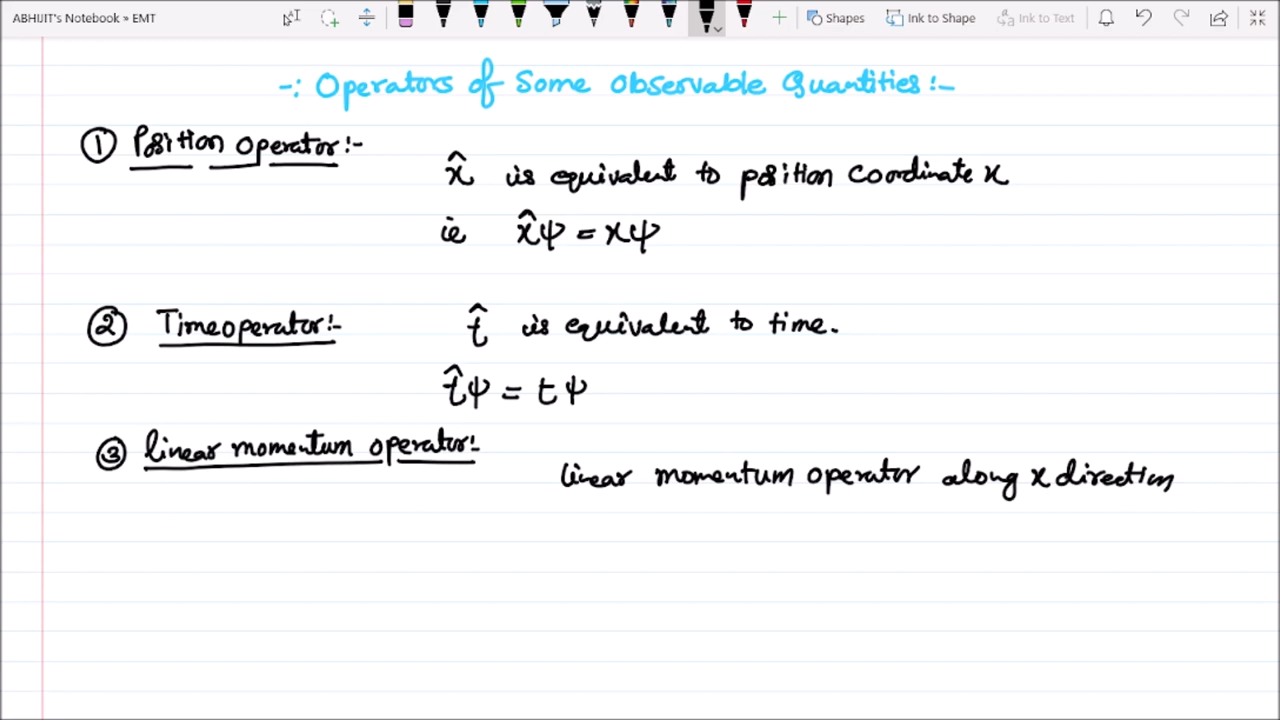 ABHIJIT's Notebook » EMT
Shapes
Ink to Shape
Ink to Text
-: Operators of Some Observable Quantities :-
① Position operator :-
x̂ is equivalent to position coordinate x
ie x̂ψ = xψ
② Time operator :-
t̂ is equivalent to time.
t̂ψ = tψ
③ linear momentum operator :-
linear momentum operator along x direction